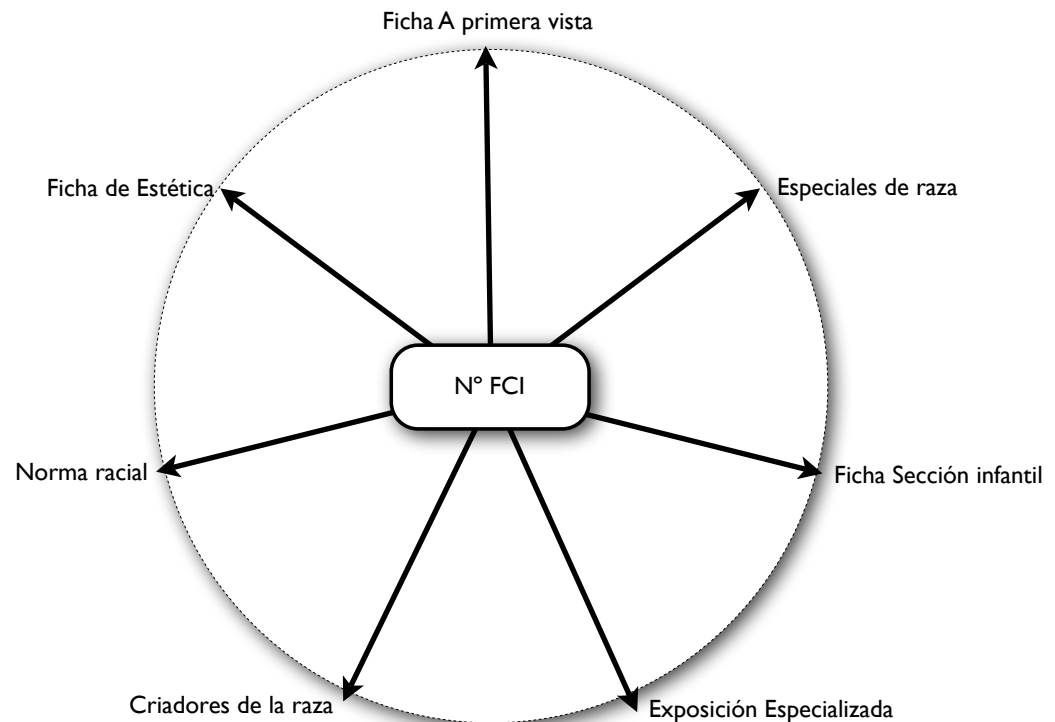 Ficha A primera vista
Ficha de Estética
Especiales de raza
Nº FCI
Norma racial
Ficha Sección infantil
Criadores de la raza
Exposición Especializada